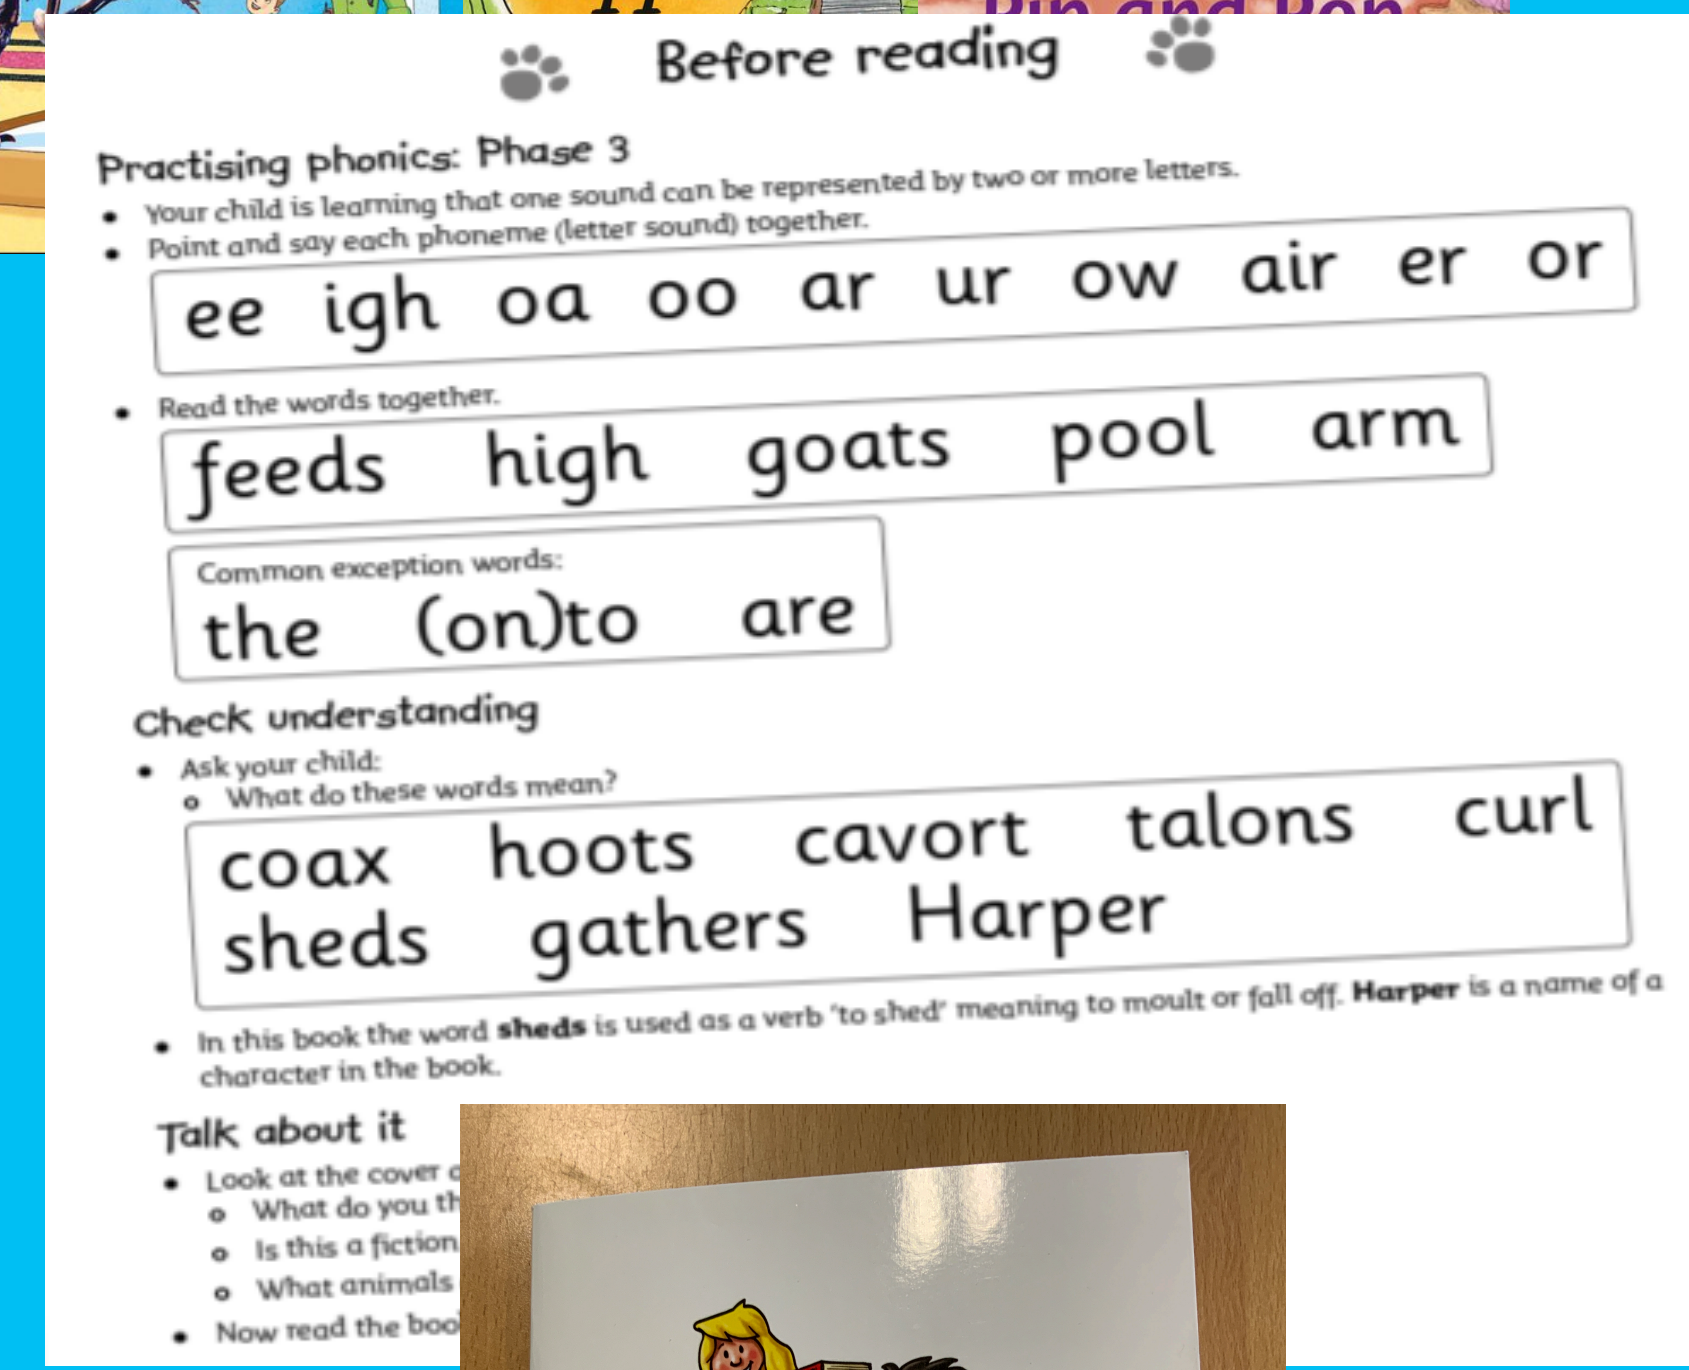 Pip and Pop
Before reading
Practising phonics: Phase 3
• Your child is learning that one sound can be represented by two or more letters.
• Point and say each phoneme (letter sound) together.
ee igh oa oo ar ur ow air er or
• Read the words together.
feeds high goats pool arm
Common exception words:
the (on)to are
Check understanding
• Ask your child:
o What do these words mean?
coax hoots cavort talons curl
sheds gathers Harper
• In this book the word sheds is used as a verb 'to shed' meaning to moult or fall off. Harper is a name of a
character in the book.
Talk about it
• Look at the cover
o What do you
o Is this a fiction
o What animals
• Now read the